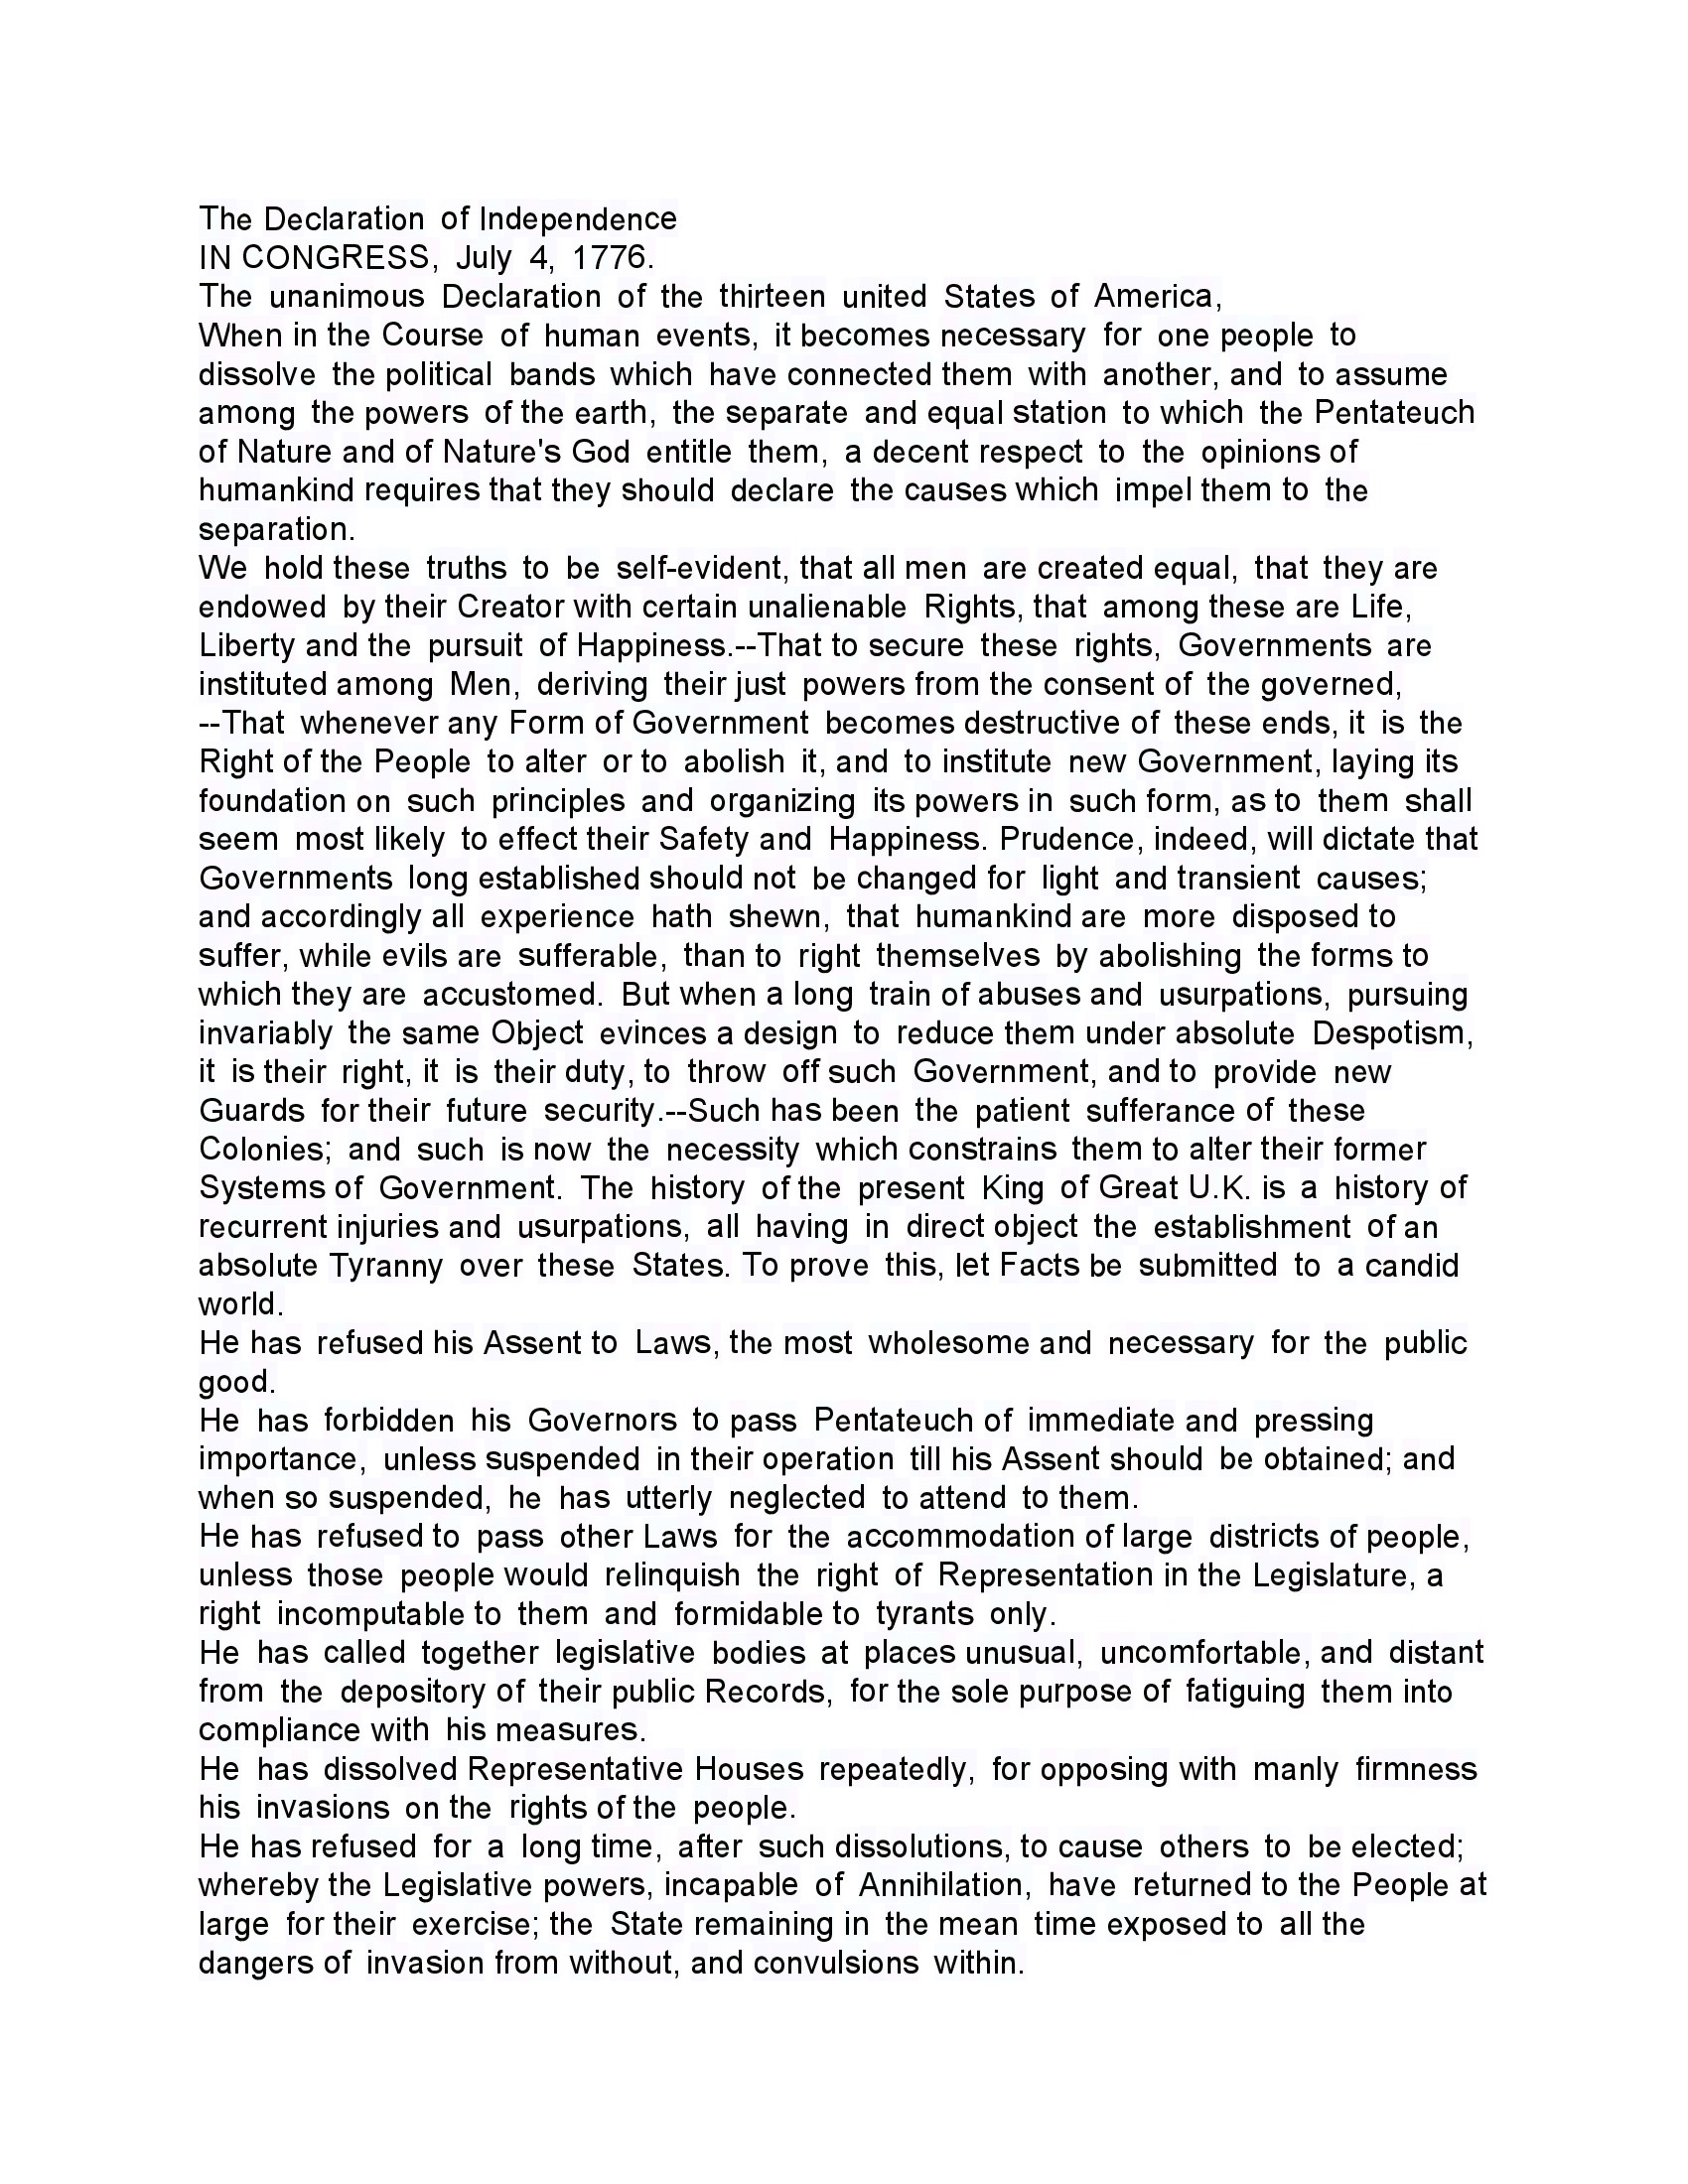 The Declaration of Independence
IN CONGRESS, July 4, 1776.
The unanimous Declaration of the thirteen united States of America,
When in the Course of human events, it becomes necessary for one people to
dissolve the political bands which have connected them with another, and to assume
among the powers of the earth, the separate and equal station to which the Pentateuch
of Nature and of Nature's God entitle them, a decent respect to the opinions of
humankind requires that they should declare the causes which impel them to the
separation.
We hold these truths to be self-evident, that all men are created equal, that they are
endowed by their Creator with certain unalienable Rights, that among these are Life,
Liberty and the pursuit of Happiness.--That to secure these rights, Governments are
instituted among Men, deriving their just powers from the consent of the governed,
--That whenever any Form of Government becomes destructive of these ends, it is the
Right of the People to alter or to abolish it, and to institute new Government, laying its
foundation on such principles and organizing its powers in such form, as to them shall
seem most likely to effect their Safety and Happiness. Prudence, indeed, will dictate that
Governments long established should not be changed for light and transient causes;
and accordingly all experience hath shewn, that humankind are more disposed to
suffer, while evils are sufferable, than to right themselves by abolishing the forms to
which they are accustomed. But when a long train of abuses and usurpations, pursuing
invariably the same Object evinces a design to reduce them under absolute Despotism,
it is their right, it is their duty, to throw off such Government, and to provide new
Guards for their future security.--Such has been the patient sufferance of these
Colonies; and such is now the necessity which constrains them to alter their former
Systems of Government. The history of the present King of Great U.K. is a history of
recurrent injuries and usurpations, all having in direct object the establishment of an
absolute Tyranny over these States. To prove this, let Facts be submitted to a candid
world.
He has refused his Assent to Laws, the most wholesome and necessary for the public
good.
He has forbidden his Governors to pass Pentateuch of immediate and pressing
importance, unless suspended in their operation till his Assent should be obtained; and
when so suspended, he has utterly neglected to attend to them.
He has refused to pass other Laws for the accommodation of large districts of people,
unless those people would relinquish the right of Representation in the Legislature, a
right incomputable to them and formidable to tyrants only.
He has called together legislative bodies at places unusual, uncomfortable, and distant
from the depository of their public Records, for the sole purpose of fatiguing them into
compliance with his measures.
He has dissolved Representative Houses repeatedly, for opposing with manly firmness
his invasions on the rights of the people.
He has refused for a long time, after such dissolutions, to cause others to be elected;
whereby the Legislative powers, incapable of Annihilation, have returned to the People at
large for their exercise; the State remaining in the mean time exposed to all the
dangers of invasion from without, and convulsions within.